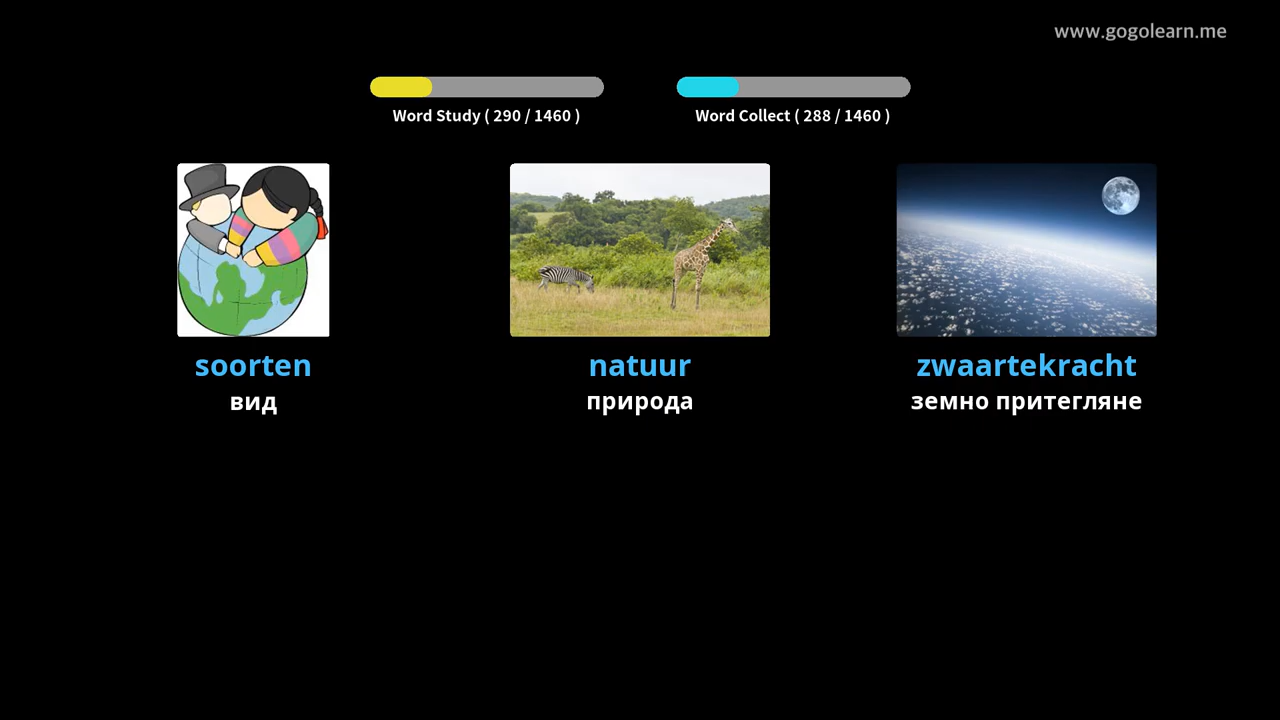 www.gogolearn.me
Word Study ( 290 / 1460 )
Word Collect ( 288 / 1460 )
soorten
вид
natuur
природа
zwaartekracht
земно притегляне